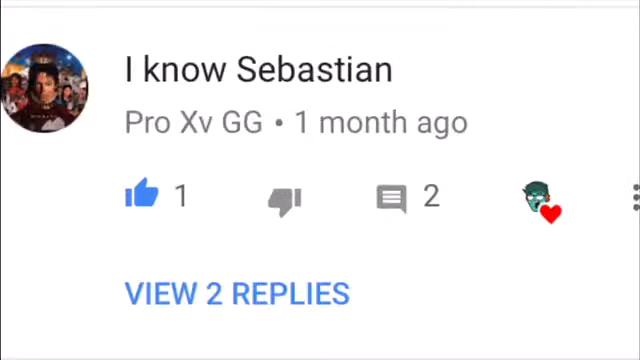 I know Sebastian
Pro Xv GG • 1 month ago
1 2
VIEW 2 REPLIES